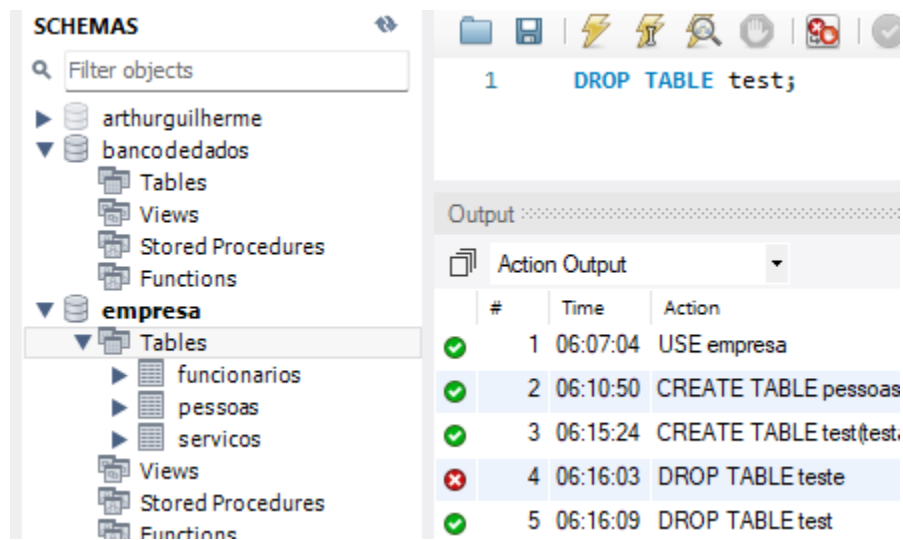 SCHEMAS
Filter objects
arthurguilherme
bancodedados
Tables
Views
Stored Procedures
Functions
empresa
Tables
funcionarios
pessoas
servicos
Views
Stored Procedures
Functions
1 DROP TABLE test;
Output
Action Output
# Time Action
1 06:07:04 USE empresa
2 06:10:50 CREATE TABLE pessoas
3 06:15:24 CREATE TABLE test(testa
4 06:16:03 DROP TABLE teste
5 06:16:09 DROP TABLE test